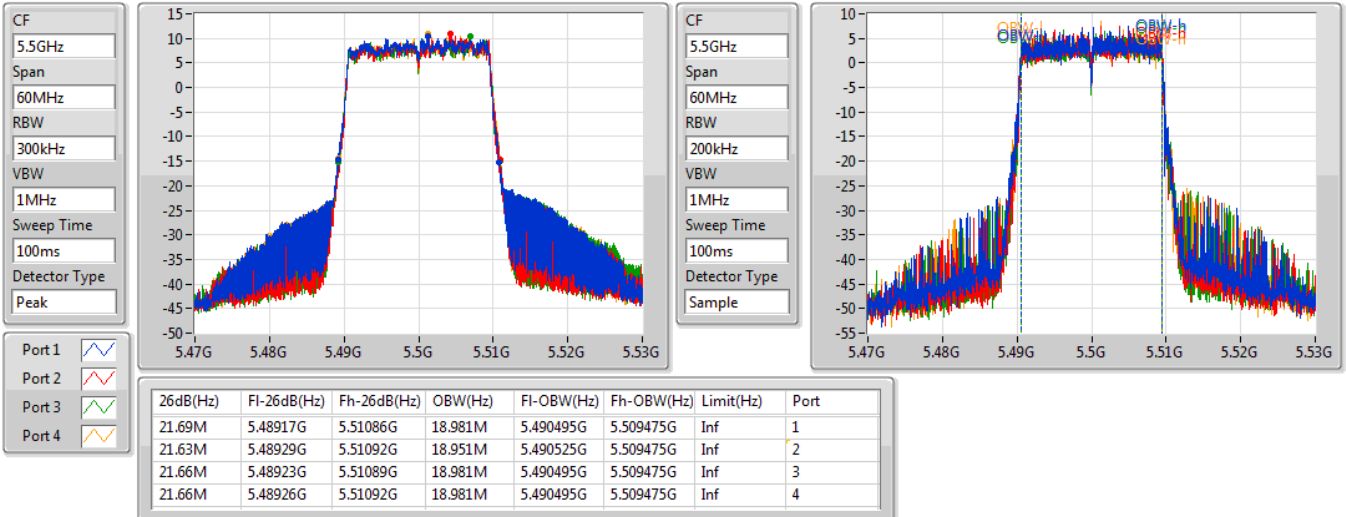 CF
5.5GHz
Span
60MHz
RBW
300kHz
VBW
1MHz
Sweep Time
100ms
Detector Type
Peak
15
10
5
0
-5
-10
-15
-20
-25
-30
-35
-40
-45
-50
5.47G 5.48G 5.49G 5.5G 5.51G 5.52G 5.53G
CF
5.5GHz
Span
60MHz
RBW
200kHz
VBW
1MHz
Sweep Time
100ms
Detector Type
Sample
10
5
0
-5
-10
-15
-20
-25
-30
-35
-40
-45
-50
-55
OBW-h
5.47G 5.48G 5.49G 5.5G 5.51G 5.52G 5.53G
Port 1
Port 2
Port 3
Port 4
26dB(Hz) Fl-26dB(Hz) Fh-26dB(Hz) OBW(Hz) Fl-OBW(Hz) Fh-OBW(Hz) Limit(Hz) Port
21.69M 5.48917G 5.51086G 18.981M 5.490495G 5.509475G Inf 1
21.63M 5.48929G 5.51092G 18.951M 5.490525G 5.509475G Inf 2
21.66M 5.48923G 5.51089G 18.981M 5.490495G 5.509475G Inf 3
21.66M 5.48926G 5.51092G 18.981M 5.490495G 5.509475G Inf 4